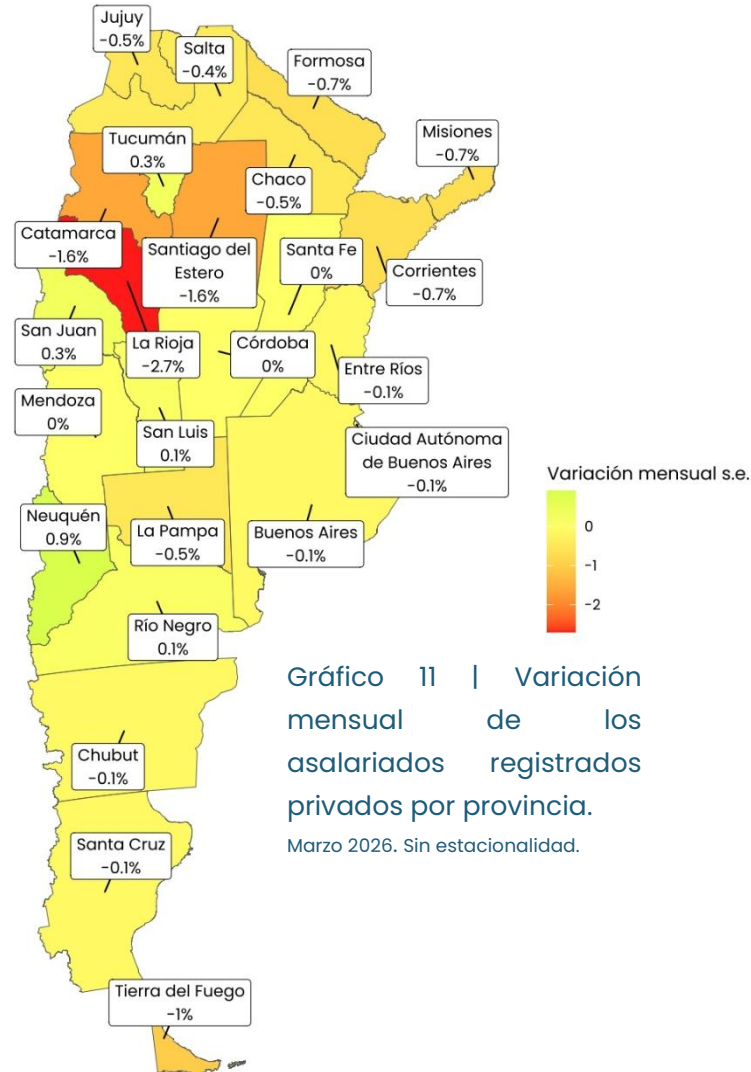 Jujuy
-0.5%
Salta
-0.4%
Formosa
-0.7%
Misiones
-0.7%
Tucumán
0.3%
Chaco
-0.5%
Catamarca
-1.6%
Santiago del
Estero
-1.6%
Santa Fe
0%
Corrientes
-0.7%
San Juan
0.3%
La Rioja
-2.7%
Córdoba
0%
Entre Ríos
-0.1%
Mendoza
0%
San Luis
0.1%
Ciudad Autónoma
de Buenos Aires
-0.1%
Neuquén
0.9%
La Pampa
-0.5%
Buenos Aires
-0.1%
Río Negro
0.1%
Chubut
-0.1%
Santa Cruz
-0.1%
Tierra del Fuego
-1%
Variación mensual s.e.
0
-1
-2
Gráfico 11 | Variación
mensual de los
asalariados registrados
privados por provincia.
Marzo 2026. Sin estacionalidad.